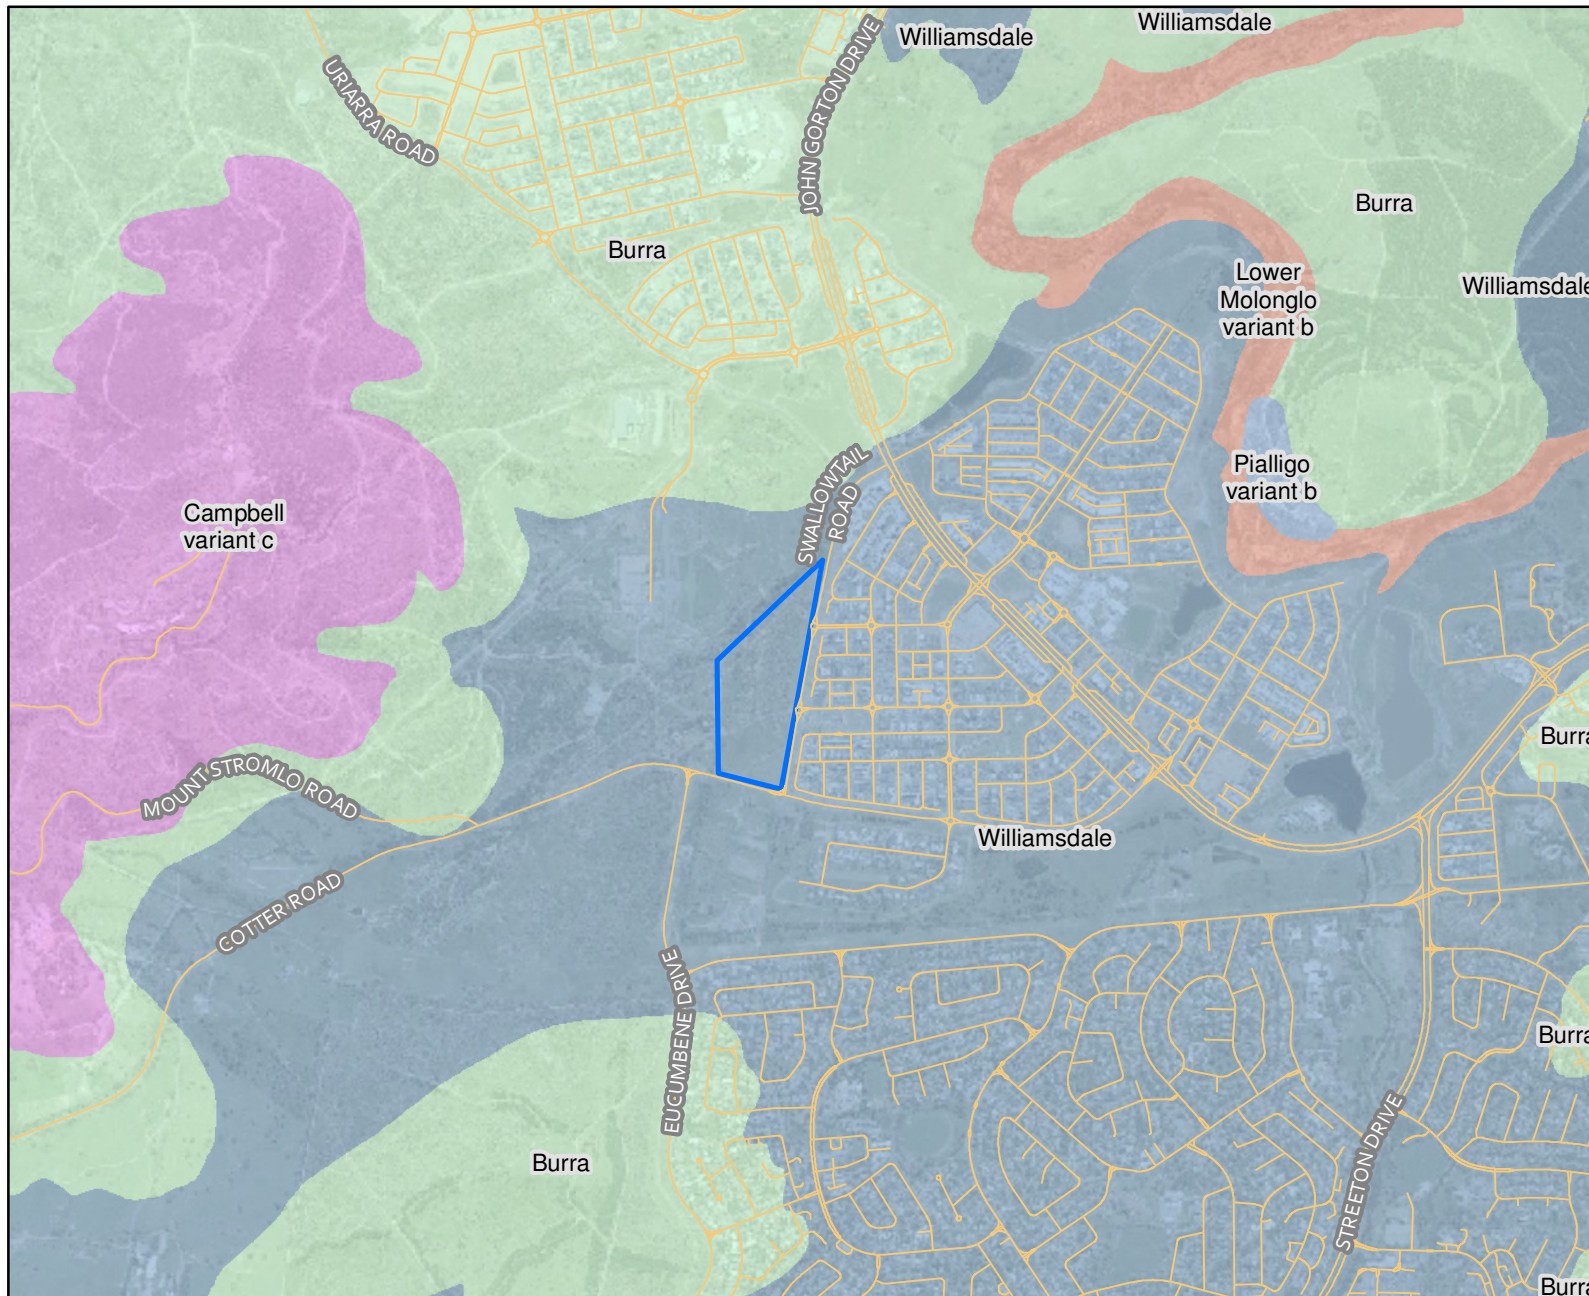 Williamsdale
Williamsdale
URIARRA ROAD
JOHN GORTON DRIVE
Burra
Burra
Lower
Molonglo
variant b
Williamsdale
SWALLOWTAIL
ROAD
Pialligo
variant b
Campbell
variant c
Burra
MOUNT STROMLO ROAD
Williamsdale
COTTER ROAD
EUCUMBENE DRIVE
Burra
STREETON DRIVE
Burra
Burra